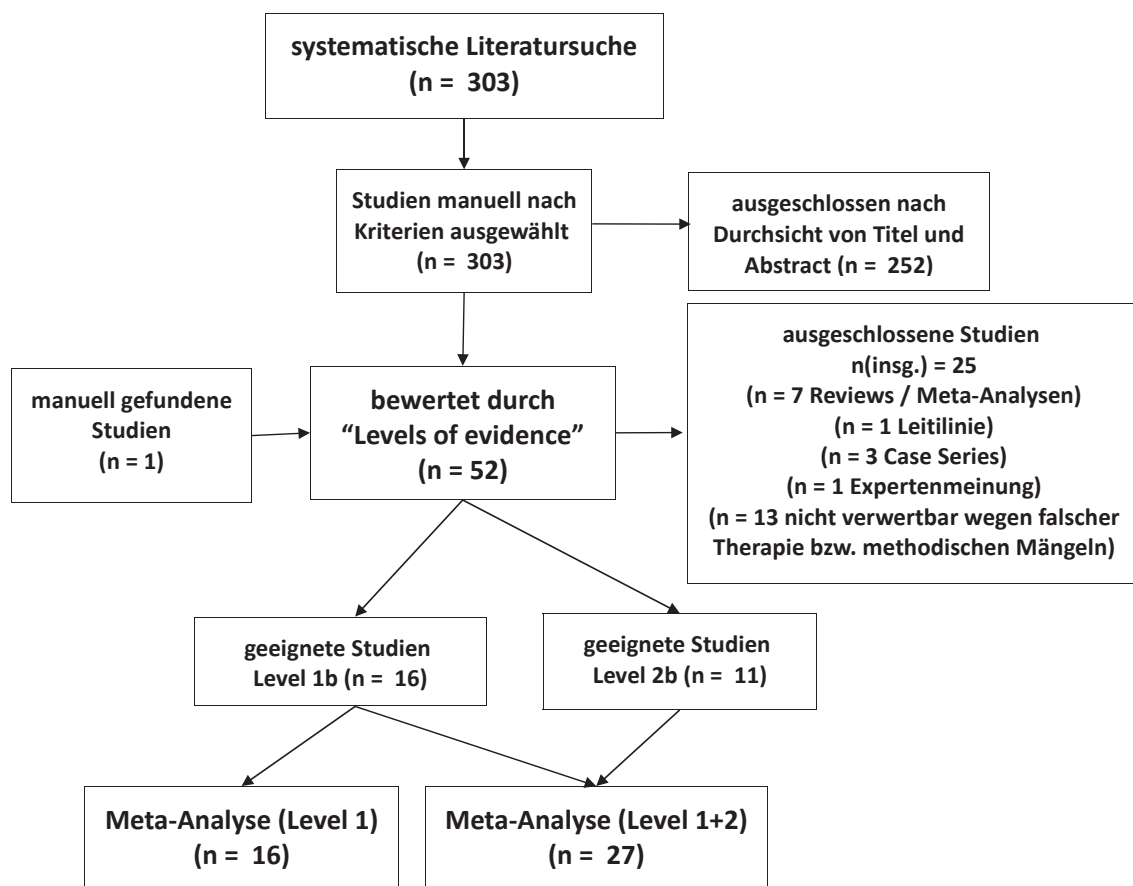 systematische Literatursuche
(n = 303)
Studien manuell nach
Kriterien ausgewählt
(n = 303)
ausgeschlossen nach
Durchsicht von Titel und
Abstract (n = 252)
manuell gefundene
Studien
(n = 1)
bewertet durch
“Levels of evidence”
(n = 52)
ausgeschlossene Studien
n(insg.) = 25
(n = 7 Reviews / Meta-Analysen)
(n = 1 Leitilinie)
(n = 3 Case Series)
(n = 1 Expertenmeinung)
(n = 13 nicht verwertbar wegen falscher
Therapie bzw. methodischen Mängeln)
geeignete Studien
Level 1b (n = 16)
geeignete Studien
Level 2b (n = 11)
Meta-Analyse (Level 1)
(n = 16)
Meta-Analyse (Level 1+2)
(n = 27)